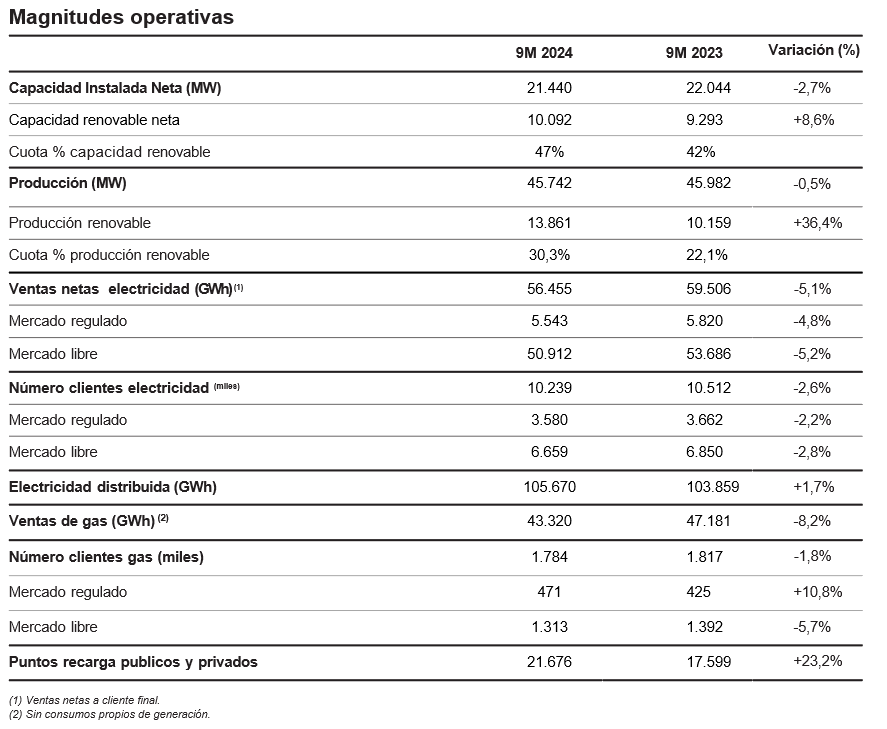 Magnitudes operativas
9M 2024 9M 2023 Variación (%)
Capacidad Instalada Neta (MW) 21.440 22.044 -2,7%
Capacidad renovable neta 10.092 9.293 +8,6%
Cuota % capacidad renovable 47% 42%
Producción (MW) 45.742 45.982 -0,5%
Producción renovable 13.861 10.159 +36,4%
Cuota % producción renovable 30,3% 22,1%
Ventas netas electricidad (GWh)(1) 56.455 59.506 -5,1%
Mercado regulado 5.543 5.820 -4,8%
Mercado libre 50.912 53.686 -5,2%
Número clientes electricidad (miles) 10.239 10.512 -2,6%
Mercado regulado 3.580 3.662 -2,2%
Mercado libre 6.659 6.850 -2,8%
Electricidad distribuida (GWh) 105.670 103.859 +1,7%
Ventas de gas (GWh) (2) 43.320 47.181 -8,2%
Número clientes gas (miles) 1.784 1.817 -1,8%
Mercado regulado 471 425 +10,8%
Mercado libre 1.313 1.392 -5,7%
Puntos recarga publicos y privados 21.676 17.599 +23,2%
(1) Ventas netas a cliente final.
(2) Sin consumos propios de generación.